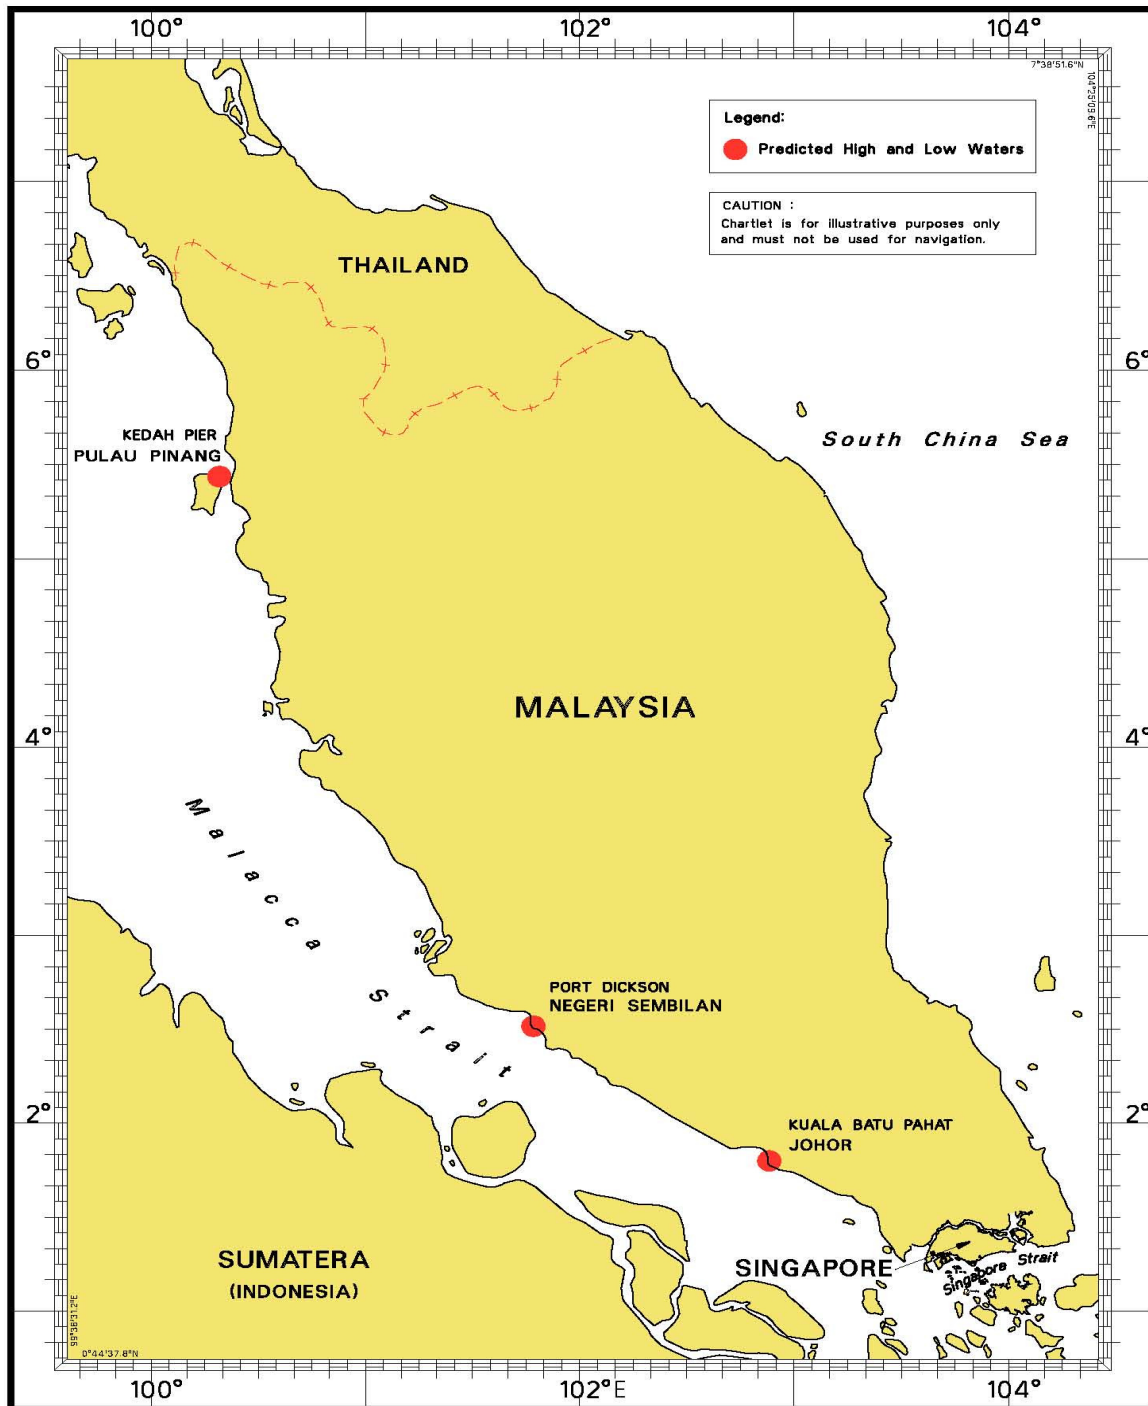 100°
102°
104°
7°38'51.6"N
104°25'09.6"E
Legend:
Predicted High and Low Waters
CAUTION :
Chartlet is for illustrative purposes only
and must not be used for navigation.
THAILAND
6°
6°
KEDAH PIER
PULAU PINANG
South China Sea
MALAYSIA
4°
4°
Malacca Strait
PORT DICKSON
NEGERI SEMBILAN
2°
2°
KUALA BATU PAHAT
JOHOR
SUMATERA
(INDONESIA)
SINGAPORE
Singapore Strait
99°38'31.2"E
0°44'37.8"N
100°
102°E
104°